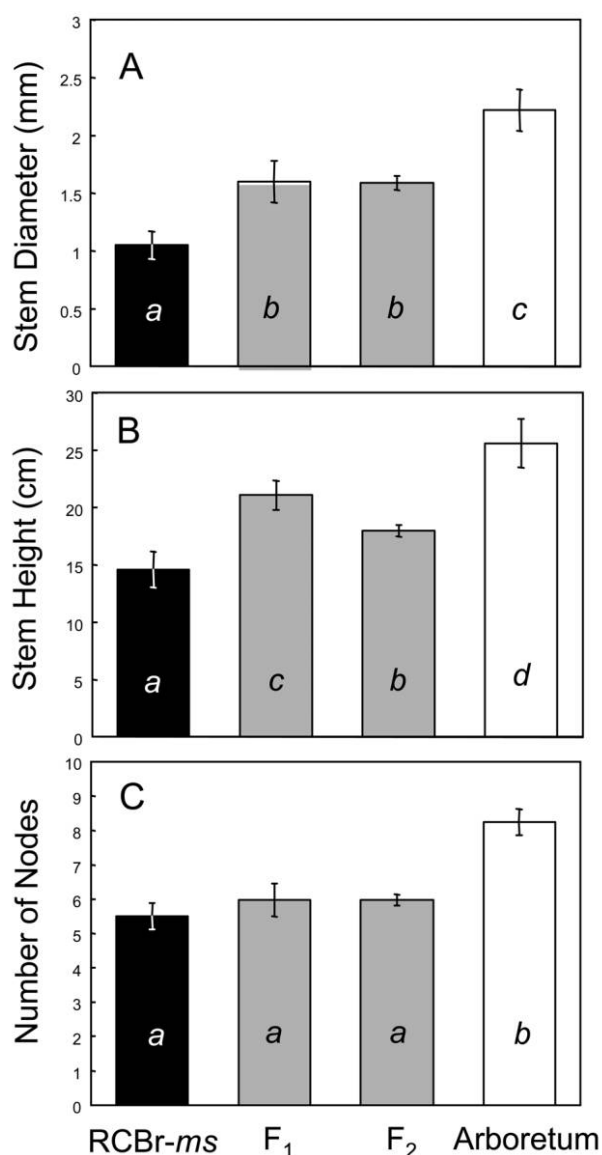 A
Stem Diameter (mm)
3
2.5
2
1.5
1
0.5
0
a
b
b
c
B
Stem Height (cm)
30
25
20
15
10
5
0
a
c
b
d
C
Number of Nodes
10
9
8
7
6
5
4
3
2
1
0
a
a
a
b
RCBr-ms F₁ F₂ Arboretum